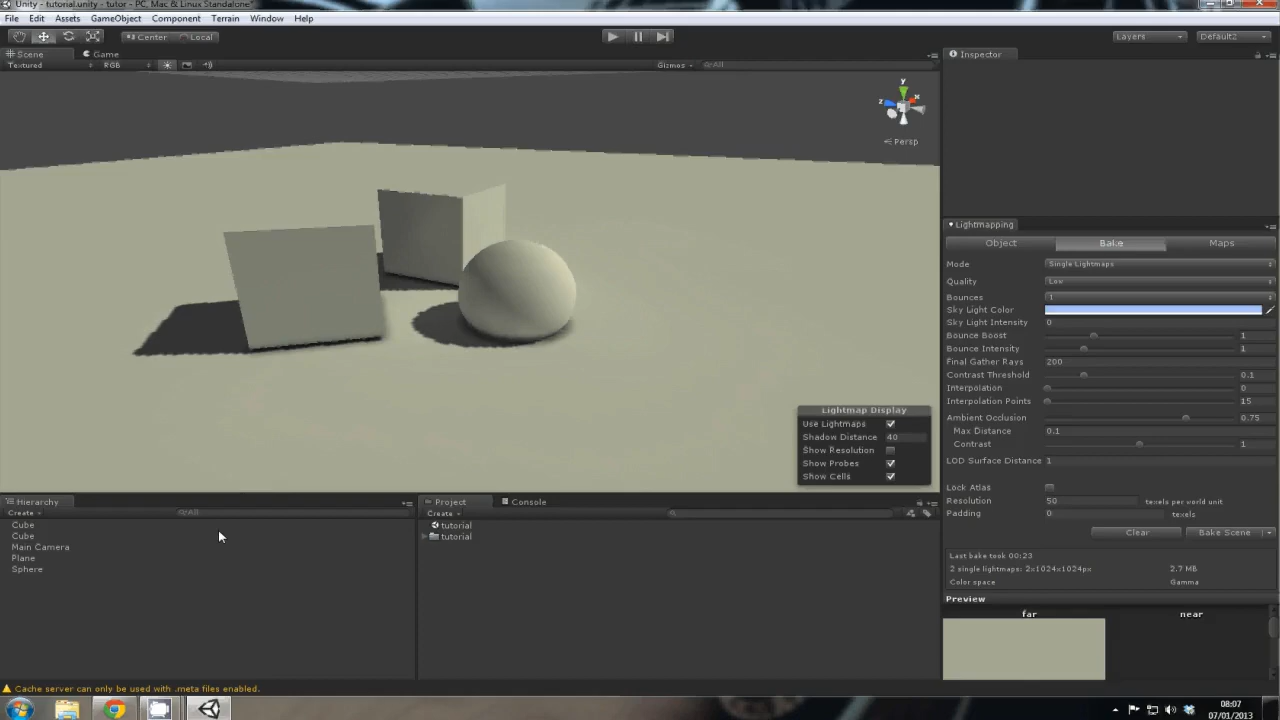 Unity - tutorial.unity - tutor - PC, Mac & Linux Standalone*
File Edit Assets GameObject Component Terrain Window Help
Center Local Layers Default2
Scene Game
Textured RGB Gizmos All
y
z x
Persp
Inspector
Lightmapping
Object Bake Maps
Mode Single Lightmaps
Quality Low
Bounces 1
Sky Light Color
Sky Light Intensity 0
Bounce Boost 1
Bounce Intensity 1
Final Gather Rays 200
Contrast Threshold 0.1
Interpolation 0
Interpolation Points 15
Ambient Occlusion 0.75
Max Distance 0.1
Contrast 1
LOD Surface Distance 1
Lock Atlas
Resolution 50 texels per world unit
Padding 0 texels
Clear Bake Scene
Last bake took 00:23
2 single lightmaps: 2x1024x1024px 2.7 MB
Color space Gamma
Preview
far near
Lightmap Display
Use Lightmaps
Shadow Distance 40
Show Resolution
Show Probes
Show Cells
Hierarchy
Create All
Cube
Cube
Main Camera
Plane
Sphere
Project Console
Create
tutorial
tutorial
Cache server can only be used with .meta files enabled.
08:07
07/01/2013